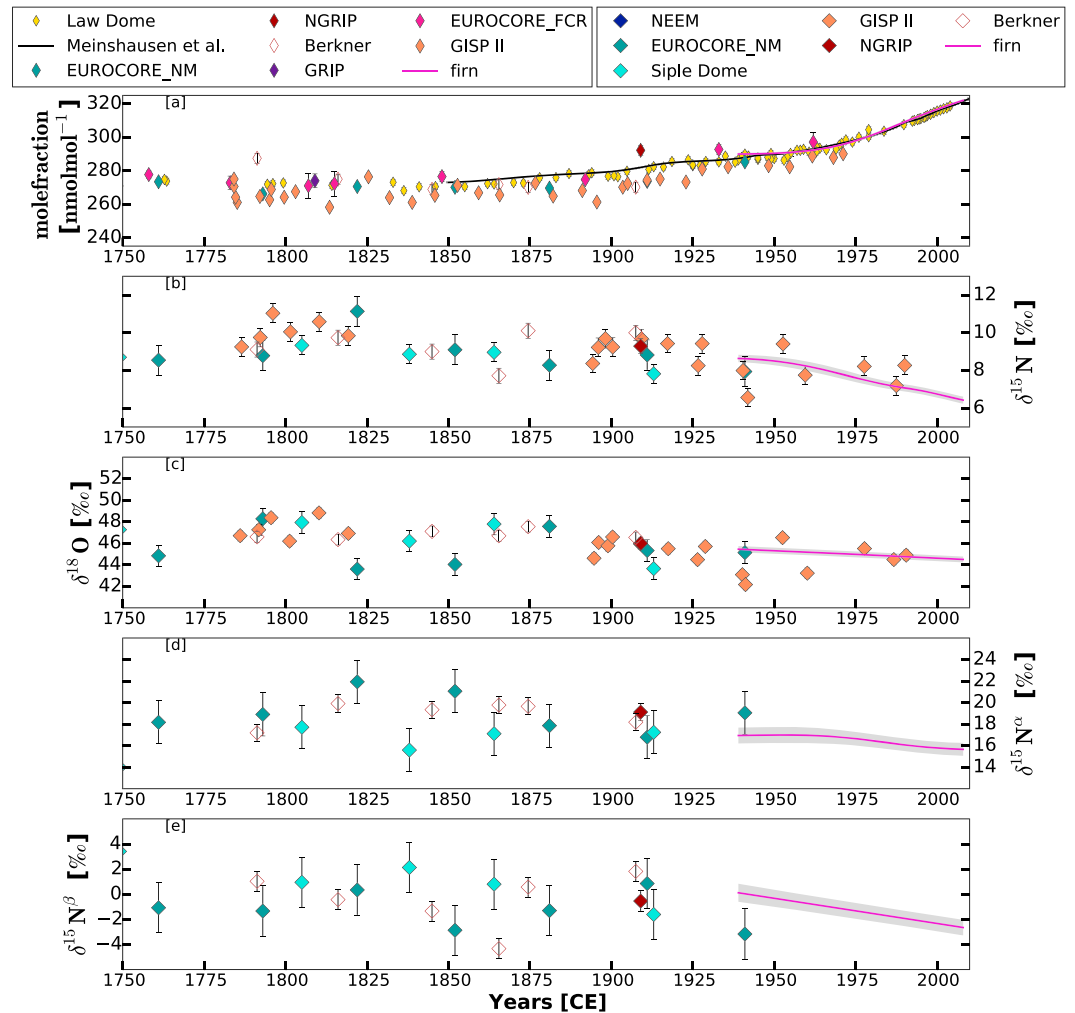 Law Dome NGRIP EUROCORE_FCR
Meinshausen et al. Berkner GISP II
EUROCORE_NM GRIP firn
NEEM GISP II Berkner
EUROCORE_NM NGRIP firn
Siple Dome
[a]
molefraction
[nmolmol⁻¹]
320
300
280
260
240
1750 1775 1800 1825 1850 1875 1900 1925 1950 1975 2000
[b]
12
10
8
6
δ¹⁵N [‰]
1750 1775 1800 1825 1850 1875 1900 1925 1950 1975 2000
[c]
δ¹⁸O [‰]
52
50
48
46
44
42
1750 1775 1800 1825 1850 1875 1900 1925 1950 1975 2000
[d]
24
22
20
18
16
14
δ¹⁵Nᵅ [‰]
1750 1775 1800 1825 1850 1875 1900 1925 1950 1975 2000
[e]
δ¹⁵Nᵝ [‰]
4
2
0
−2
−4
1750 1775 1800 1825 1850 1875 1900 1925 1950 1975 2000
Years [CE]